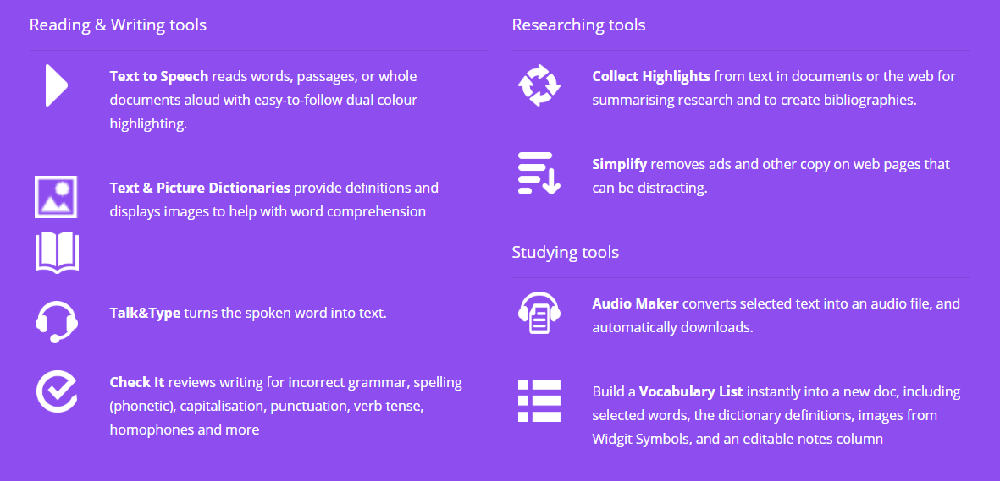 Reading & Writing tools
Text to Speech reads words, passages, or whole
documents aloud with easy-to-follow dual colour
highlighting.
Text & Picture Dictionaries provide definitions and
displays images to help with word comprehension
Talk&Type turns the spoken word into text.
Check It reviews writing for incorrect grammar, spelling
(phonetic), capitalisation, punctuation, verb tense,
homophones and more
Researching tools
Collect Highlights from text in documents or the web for
summarising research and to create bibliographies.
Simplify removes ads and other copy on web pages that
can be distracting.
Studying tools
Audio Maker converts selected text into an audio file, and
automatically downloads.
Build a Vocabulary List instantly into a new doc, including
selected words, the dictionary definitions, images from
Widgit Symbols, and an editable notes column